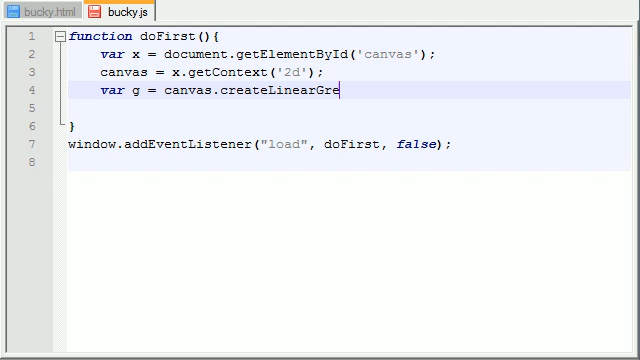 bucky.html bucky.js
1 function doFirst(){
2 var x = document.getElementById('canvas');
3 canvas = x.getContext('2d');
4 var g = canvas.createLinearGre
5
6 }
7 window.addEventListener("load", doFirst, false);
8